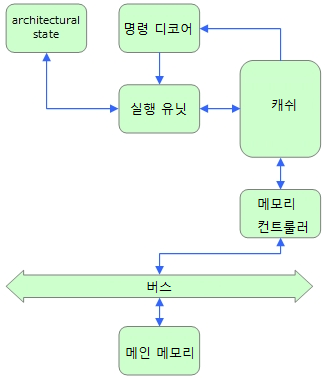 architectural
state
명령 디코어
실행 유닛
캐쉬
메모리
컨트룰러
버스
메인 메모리